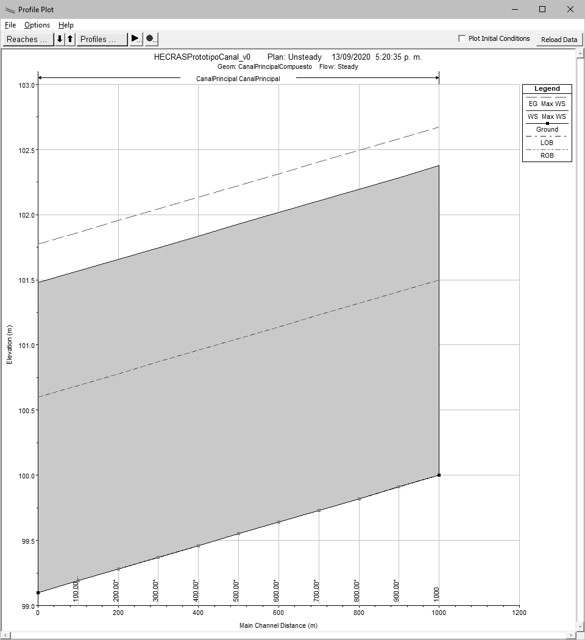 Profile Plot
File Options Help
Reaches ... Profiles ... Plot Initial Conditions Reload Data
HECRASPrototipoCanal_v0 Plan: Unsteady 13/09/2020 5:20:35 p. m.
Geom: CanalPrincipalCompuesto Flow: Steady
CanalPrincipal CanalPrincipal
Legend
EG Max WS
WS Max WS
Ground
LOB
ROB
103.0
102.5
102.0
101.5
101.0
100.5
100.0
99.5
99.0
Elevation (m)
100.00*
200.00*
300.00*
400.00*
500.00*
600.00*
700.00*
800.00*
900.00*
1000
0 200 400 600 800 1000 1200
Main Channel Distance (m)